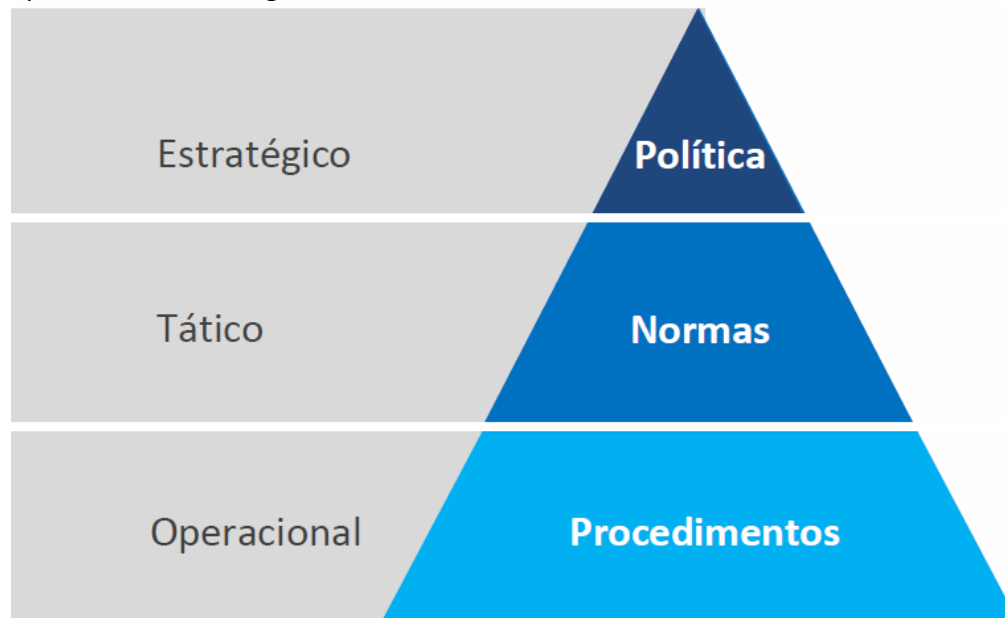 Estratégico
Política
Tático
Normas
Operacional
Procedimentos